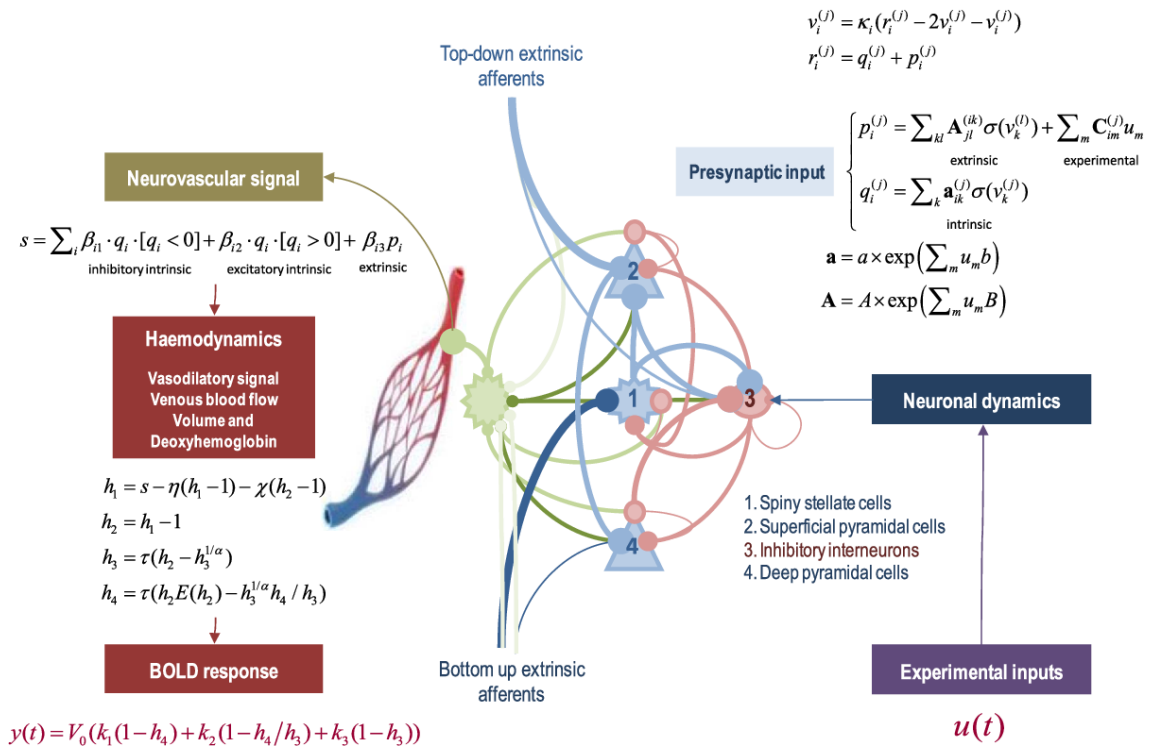 v_i^{(j)} = κ_i(r_i^{(j)} − 2v_i^{(j)} − v_i^{(j)})
r_i^{(j)} = q_i^{(j)} + p_i^{(j)}
Top-down extrinsic
afferents
Presynaptic input
p_i^{(j)} = ∑_{kl} A_{jl}^{(ik)} σ(v_k^{(l)}) + ∑_m C_{im}^{(j)} u_m
extrinsic experimental
q_i^{(j)} = ∑_k a_{ik}^{(j)} σ(v_k^{(j)})
intrinsic
a = a × exp(∑_m u_m b)
A = A × exp(∑_m u_m B)
Neurovascular signal
s = ∑_i β_{i1} · q_i · [q_i < 0] + β_{i2} · q_i · [q_i > 0] + β_{i3} p_i
inhibitory intrinsic excitatory intrinsic extrinsic
Haemodynamics
Vasodilatory signal
Venous blood flow
Volume and
Deoxyhemoglobin
h_1 = s − η(h_1 − 1) − χ(h_2 − 1)
h_2 = h_1 − 1
h_3 = τ(h_2 − h_3^{1/α})
h_4 = τ(h_2 E(h_2) − h_3^{1/α} h_4 / h_3)
BOLD response
y(t) = V_0(k_1(1 − h_4) + k_2(1 − h_4/h_3) + k_3(1 − h_3))
2
1
3
4
1. Spiny stellate cells
2. Superficial pyramidal cells
3. Inhibitory interneurons
4. Deep pyramidal cells
Bottom up extrinsic
afferents
Neuronal dynamics
Experimental inputs
u(t)